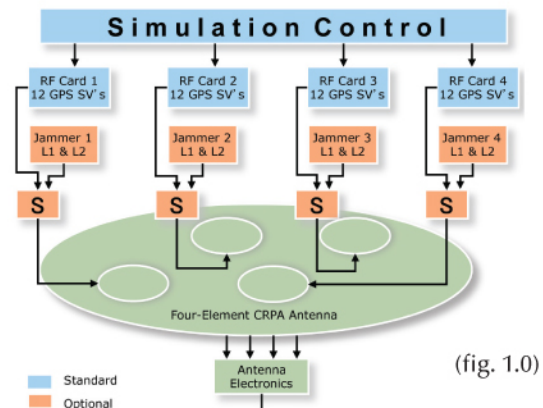 Simulation Control
RF Card 1
12 GPS SV's
RF Card 2
12 GPS SV's
RF Card 3
12 GPS SV's
RF Card 4
12 GPS SV's
Jammer 1
L1 & L2
Jammer 2
L1 & L2
Jammer 3
L1 & L2
Jammer 4
L1 & L2
S
S
S
S
Four-Element CRPA Antenna
Antenna
Electronics
(fig. 1.0)
Standard
Optional